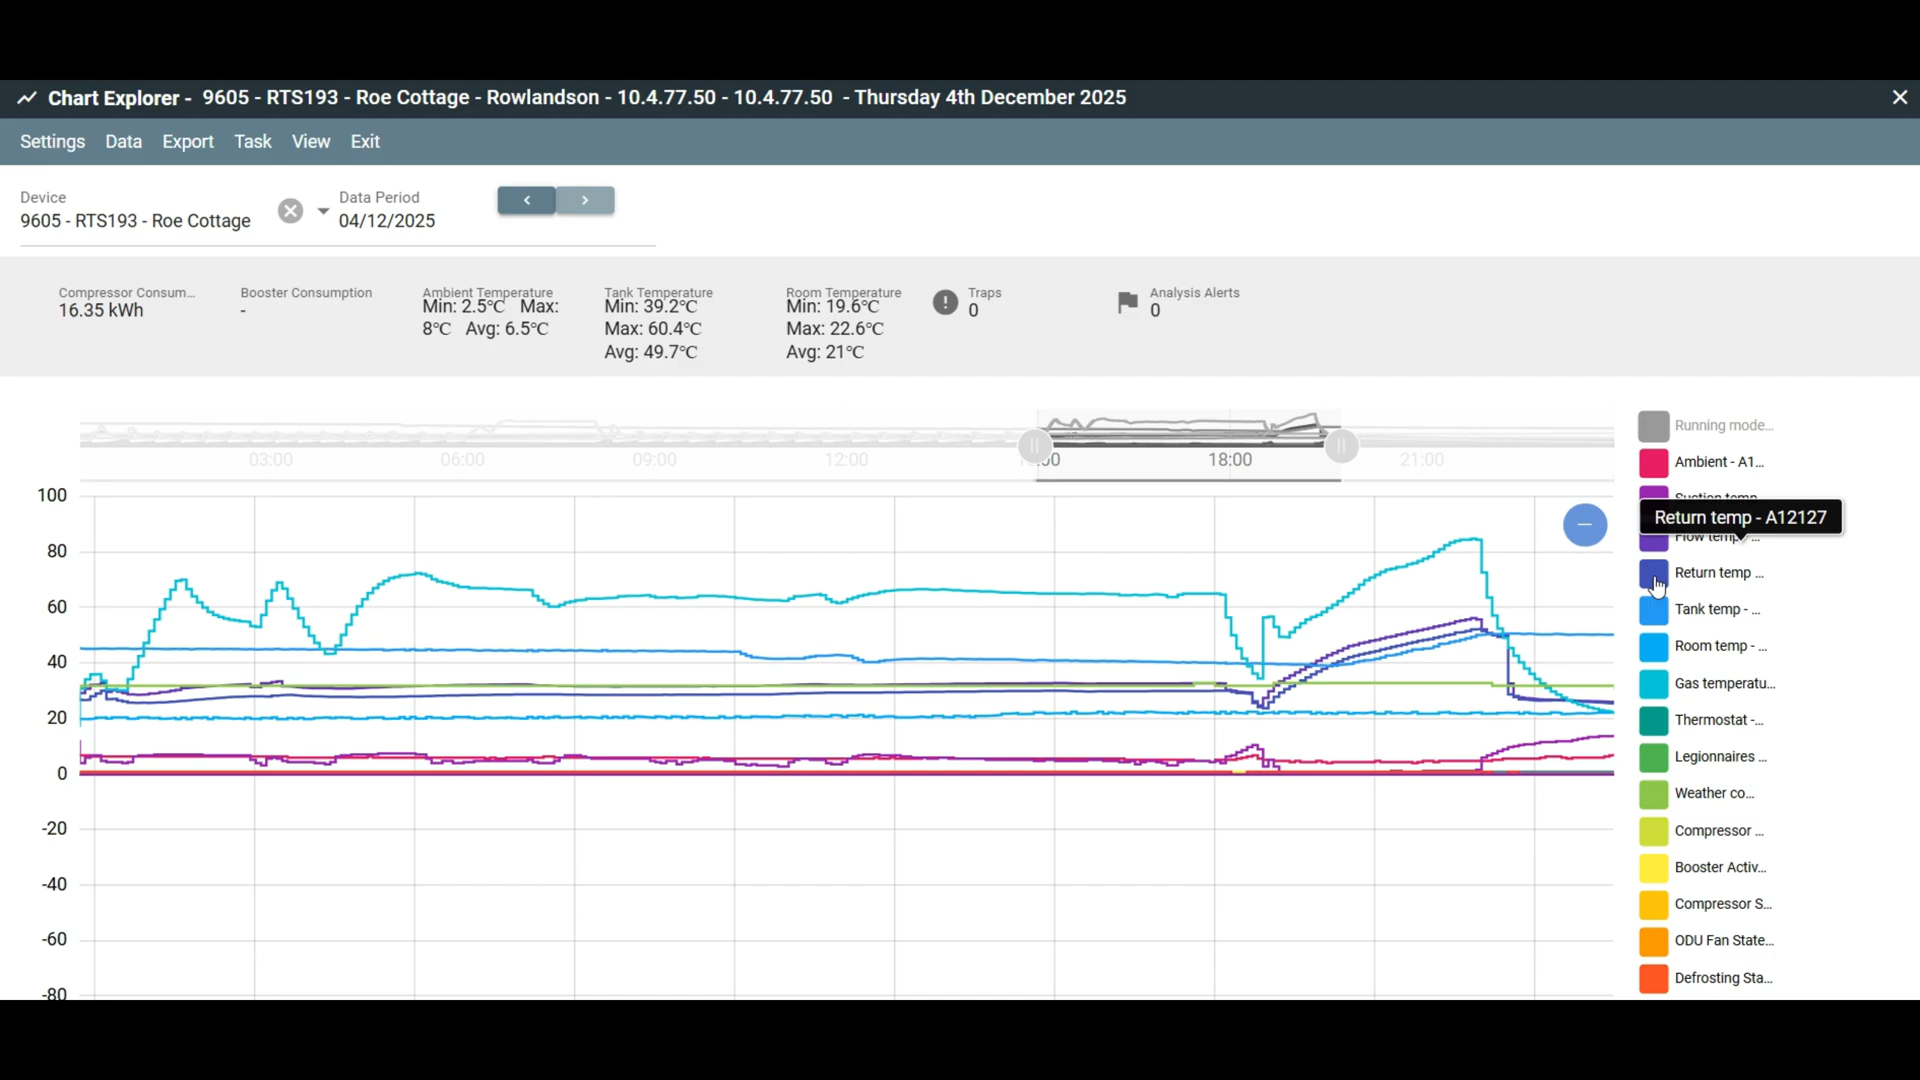 Chart Explorer - 9605 - RTS193 - Roe Cottage - Rowlandson - 10.4.77.50 - 10.4.77.50 - Thursday 4th December 2025
Settings Data Export Task View Exit
Device
9605 - RTS193 - Roe Cottage
Data Period
04/12/2025
Compressor Consum...
16.35 kWh
Booster Consumption
-
Ambient Temperature
Min: 2.5°C Max:
8°C Avg: 6.5°C
Tank Temperature
Min: 39.2°C
Max: 60.4°C
Avg: 49.7°C
Room Temperature
Min: 19.6°C
Max: 22.6°C
Avg: 21°C
Traps
0
Analysis Alerts
0
03:00 06:00 09:00 12:00 :00 18:00 21:00
100
80
60
40
20
0
-20
-40
-60
-80
Running mode...
Ambient - A1...
Suction temp
Return temp - A12127
Flow temp ...
Return temp ...
Tank temp - ...
Room temp - ...
Gas temperatu...
Thermostat -...
Legionnaires ...
Weather co...
Compressor ...
Booster Activ...
Compressor S...
ODU Fan State...
Defrosting Sta...